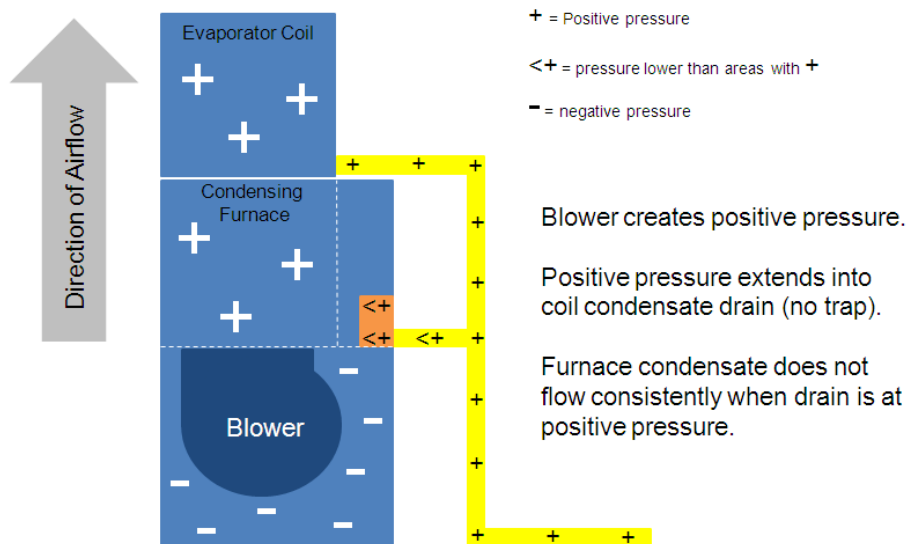 Direction of Airflow
Evaporator Coil
+ + +
+ = Positive pressure
<+ = pressure lower than areas with +
- = negative pressure
+ + +
Condensing
Furnace
+ + +
+
+
<+
<+ <+ +
Blower creates positive pressure.
Positive pressure extends into
coil condensate drain (no trap).
Furnace condensate does not
flow consistently when drain is at
positive pressure.
Blower
- - - - - - - -
+
+
+ + +